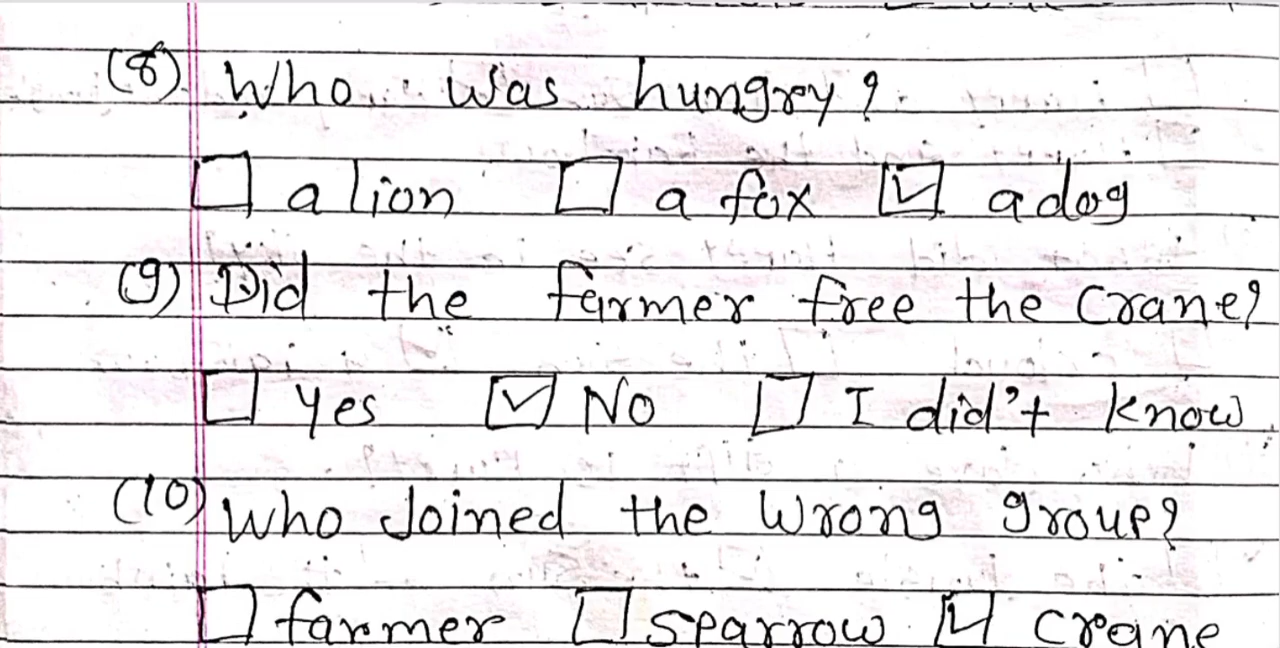 (8) Who was hungry?
☐ a lion ☐ a fox ☑ a dog
(9) Did the farmer free the Crane?
☐ Yes ☑ No ☐ I did't know
(10) Who Joined the Wrong group?
☐ farmer ☐ sparrow ☑ crane